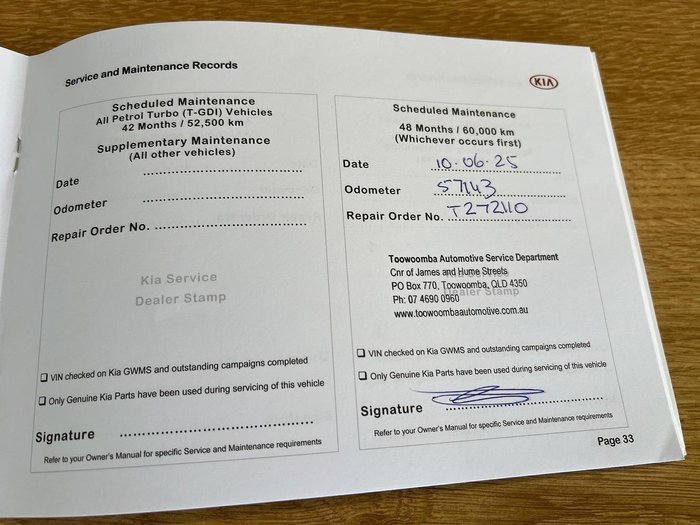 Service and Maintenance Records
KIA
Scheduled Maintenance
All Petrol Turbo (T-GDI) Vehicles
42 Months / 52,500 km
Supplementary Maintenance
(All other vehicles)
Date
Odometer
Repair Order No.
Kia Service
Dealer Stamp
❑ VIN checked on Kia GWMS and outstanding campaigns completed
❑ Only Genuine Kia Parts have been used during servicing of this vehicle
Signature
Refer to your Owner's Manual for specific Service and Maintenance requirements
Scheduled Maintenance
48 Months / 60,000 km
(Whichever occurs first)
Date 10.06.25
Odometer 57143
Repair Order No. T272110
Toowoomba Automotive Service Department
Cnr of James and Hume Streets
PO Box 770, Toowoomba, QLD 4350
Dealer Stamp
Ph: 07 4690 0960
www.toowoombaautomotive.com.au
❑ VIN checked on Kia GWMS and outstanding campaigns completed
❑ Only Genuine Kia Parts have been used during servicing of this vehicle
Signature
Refer to your Owner's Manual for specific Service and Maintenance requirements
Page 33